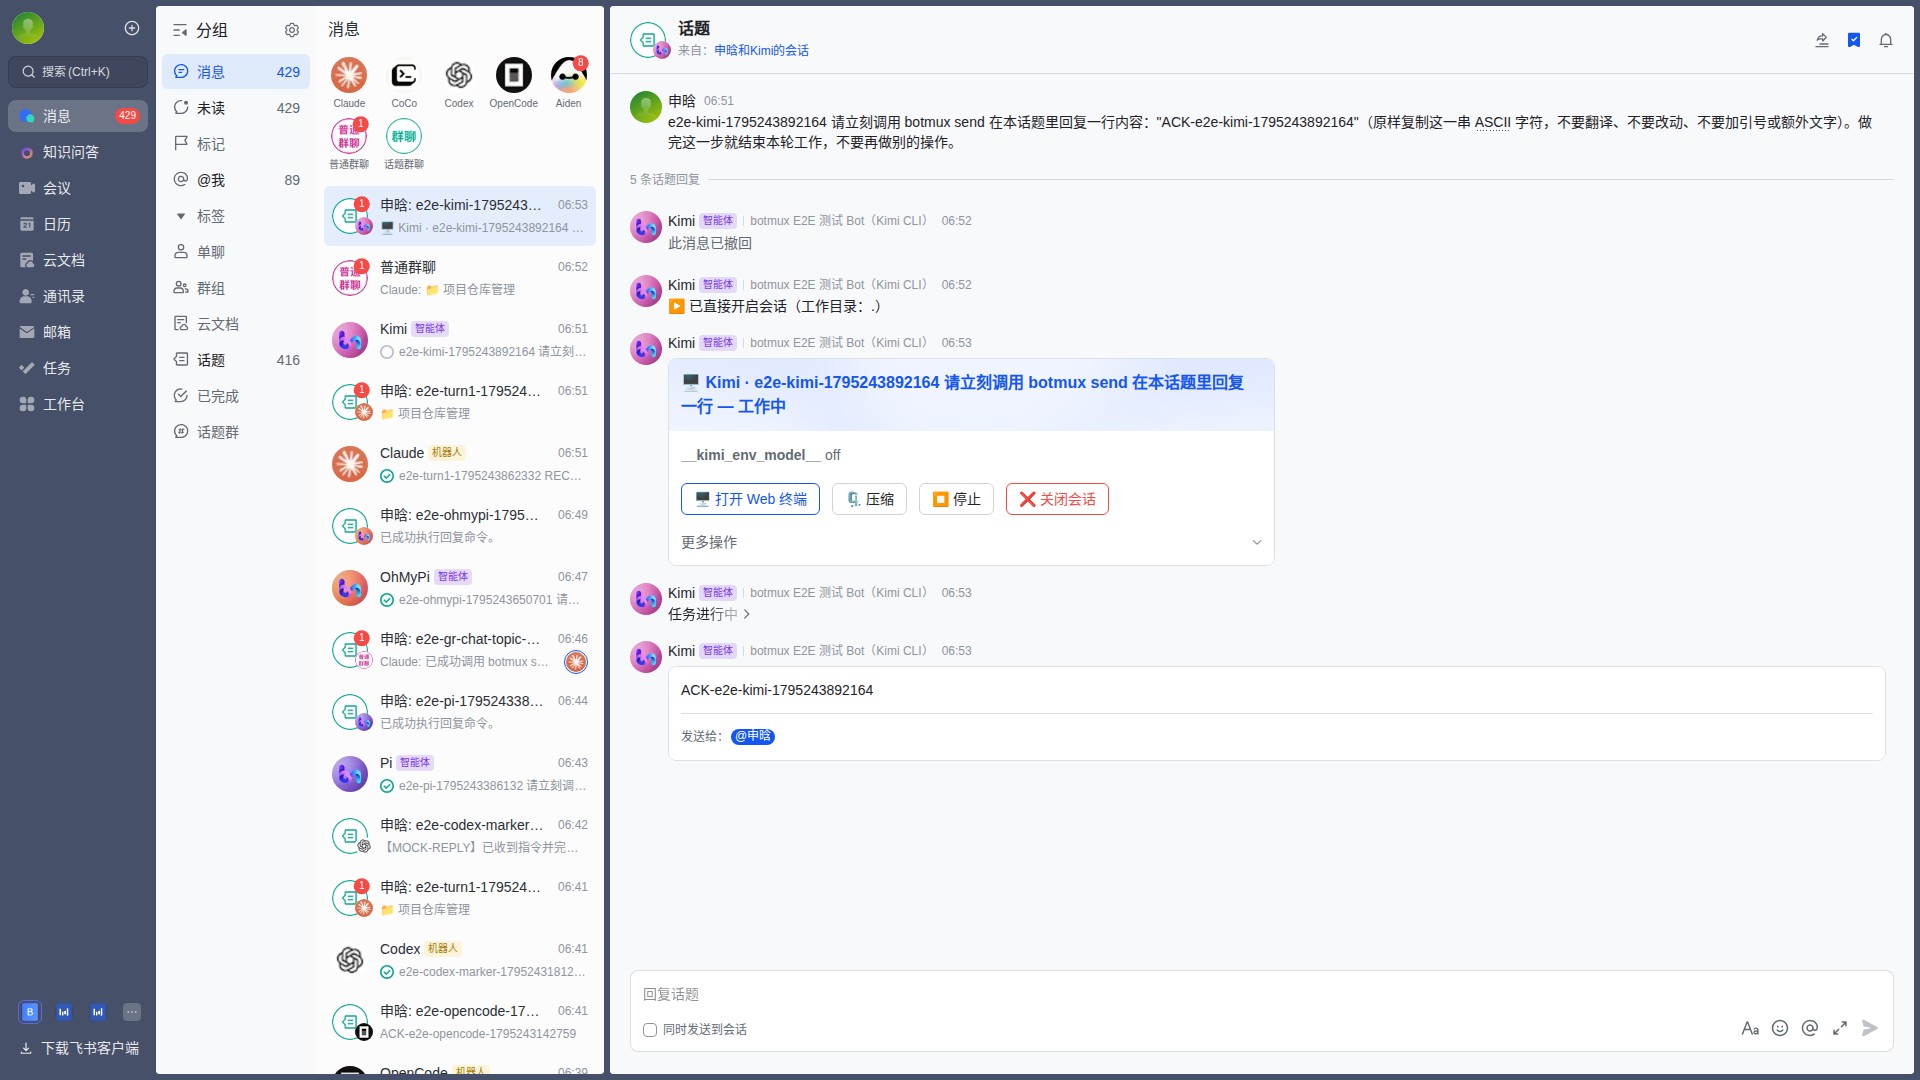 搜索 (Ctrl+K)
消息
429
知识问答
会议
日历
云文档
通讯录
邮箱
任务
工作台
下载飞书客户端
分组
消息 429
未读 429
标记
@我 89
标签
单聊
群组
云文档
话题 416
已完成
话题群
消息
8
Claude CoCo Codex OpenCode Aiden
普通群聊
1
群聊
普通群聊 话题群聊
1
申晗: e2e-kimi-1795243... 06:53
Kimi · e2e-kimi-1795243892164 ...
普通群聊
1
普通群聊 06:52
Claude: 📁 项目仓库管理
Kimi 智能体 06:51
e2e-kimi-1795243892164 请立刻...
1
申晗: e2e-turn1-179524... 06:51
📁 项目仓库管理
Claude 机器人 06:51
e2e-turn1-1795243862332 REC...
申晗: e2e-ohmypi-1795... 06:49
已成功执行回复命令。
OhMyPi 智能体 06:47
e2e-ohmypi-1795243650701 请...
1
申晗: e2e-gr-chat-topic-... 06:46
Claude: 已成功调用 botmux s...
申晗: e2e-pi-179524338... 06:44
已成功执行回复命令。
Pi 智能体 06:43
e2e-pi-1795243386132 请立刻调...
申晗: e2e-codex-marker... 06:42
【MOCK-REPLY】已收到指令并完...
1
申晗: e2e-turn1-179524... 06:41
📁 项目仓库管理
Codex 机器人 06:41
e2e-codex-marker-17952431812...
申晗: e2e-opencode-17... 06:41
ACK-e2e-opencode-1795243142759
OpenCode 机器人 06:39
话题
来自：申晗和Kimi的会话
申晗 06:51
e2e-kimi-1795243892164 请立刻调用 botmux send 在本话题里回复一行内容："ACK-e2e-kimi-1795243892164"（原样复制这一串 ASCII 字符，不要翻译、不要改动、不要加引号或额外文字）。做
完这一步就结束本轮工作，不要再做别的操作。
5 条话题回复
Kimi 智能体 botmux E2E 测试 Bot（Kimi CLI） 06:52
此消息已撤回
Kimi 智能体 botmux E2E 测试 Bot（Kimi CLI） 06:52
▶️ 已直接开启会话（工作目录：.）
Kimi 智能体 botmux E2E 测试 Bot（Kimi CLI） 06:53
🖥️ Kimi · e2e-kimi-1795243892164 请立刻调用 botmux send 在本话题里回复
一行 — 工作中
__kimi_env_model__ off
🖥️ 打开 Web 终端 🗜️ 压缩 ⏹️ 停止 ❌ 关闭会话
更多操作
Kimi 智能体 botmux E2E 测试 Bot（Kimi CLI） 06:53
任务进行中
Kimi 智能体 botmux E2E 测试 Bot（Kimi CLI） 06:53
ACK-e2e-kimi-1795243892164
发送给：@申晗
回复话题
同时发送到会话